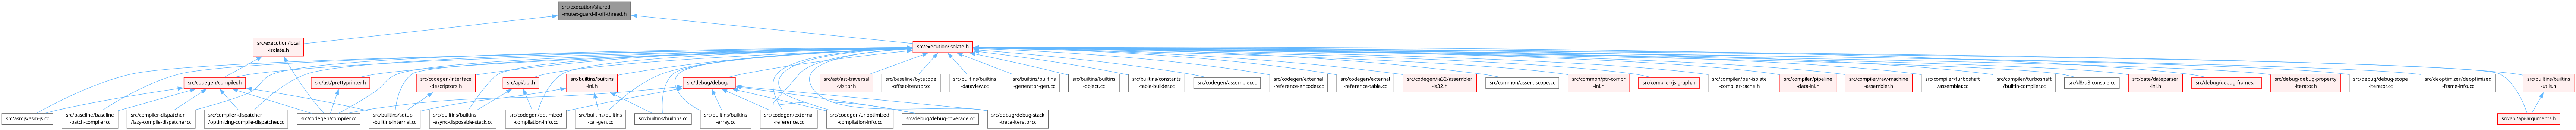 src/execution/shared
-mutex-guard-if-off-thread.h
src/execution/local
-isolate.h
src/execution/isolate.h
src/codegen/compiler.h
src/ast/prettyprinter.h
src/codegen/interface
-descriptors.h
src/api/api.h
src/builtins/builtins
-inl.h
src/debug/debug.h
src/ast/ast-traversal
-visitor.h
src/baseline/bytecode
-offset-iterator.cc
src/builtins/builtins
-dataview.cc
src/builtins/builtins
-generator-gen.cc
src/builtins/builtins
-object.cc
src/builtins/constants
-table-builder.cc
src/codegen/assembler.cc
src/codegen/external
-reference-encoder.cc
src/codegen/external
-reference-table.cc
src/codegen/ia32/assembler
-ia32.h
src/common/assert-scope.cc
src/common/ptr-compr
-inl.h
src/compiler/js-graph.h
src/compiler/per-isolate
-compiler-cache.h
src/compiler/pipeline
-data-inl.h
src/compiler/raw-machine
-assembler.h
src/compiler/turboshaft
/assembler.cc
src/compiler/turboshaft
/builtin-compiler.cc
src/d8/d8-console.cc
src/date/dateparser
-inl.h
src/debug/debug-frames.h
src/debug/debug-property
-iterator.h
src/debug/debug-scope
-iterator.cc
src/deoptimizer/deoptimized
-frame-info.cc
src/builtins/builtins
-utils.h
src/asmjs/asm-js.cc
src/baseline/baseline
-batch-compiler.cc
src/compiler-dispatcher
/lazy-compile-dispatcher.cc
src/compiler-dispatcher
/optimizing-compile-dispatcher.cc
src/codegen/compiler.cc
src/builtins/setup
-builtins-internal.cc
src/builtins/builtins
-async-disposable-stack.cc
src/codegen/optimized
-compilation-info.cc
src/builtins/builtins
-call-gen.cc
src/builtins/builtins.cc
src/builtins/builtins
-array.cc
src/codegen/external
-reference.cc
src/codegen/unoptimized
-compilation-info.cc
src/debug/debug-coverage.cc
src/debug/debug-stack
-trace-iterator.cc
src/api/api-arguments.h